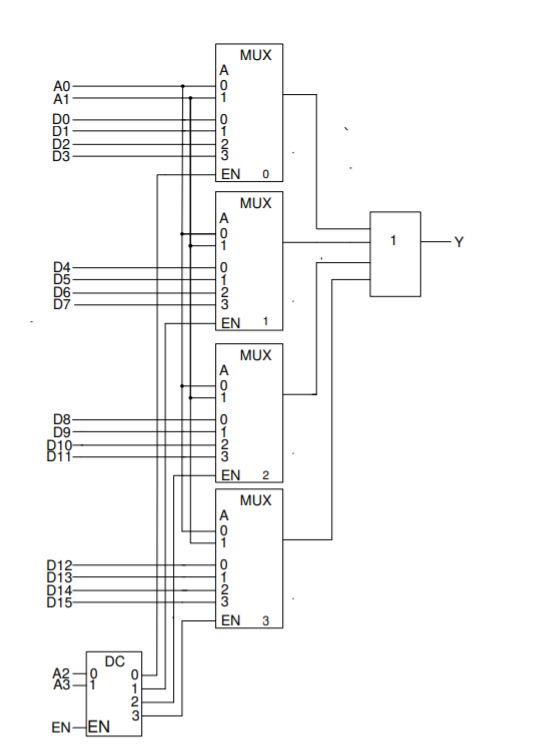 MUX
A
A0 0
A1 1
D0 0
D1 1
D2 2
D3 3
EN 0
MUX
A
0
1
1 Y
D4 0
D5 1
D6 2
D7 3
EN 1
MUX
A
0
1
D8 0
D9 1
D10 2
D11 3
EN 2
MUX
A
0
1
D12 0
D13 1
D14 2
D15 3
EN 3
DC
A2 0 0
A3 1 1
2
3
EN EN